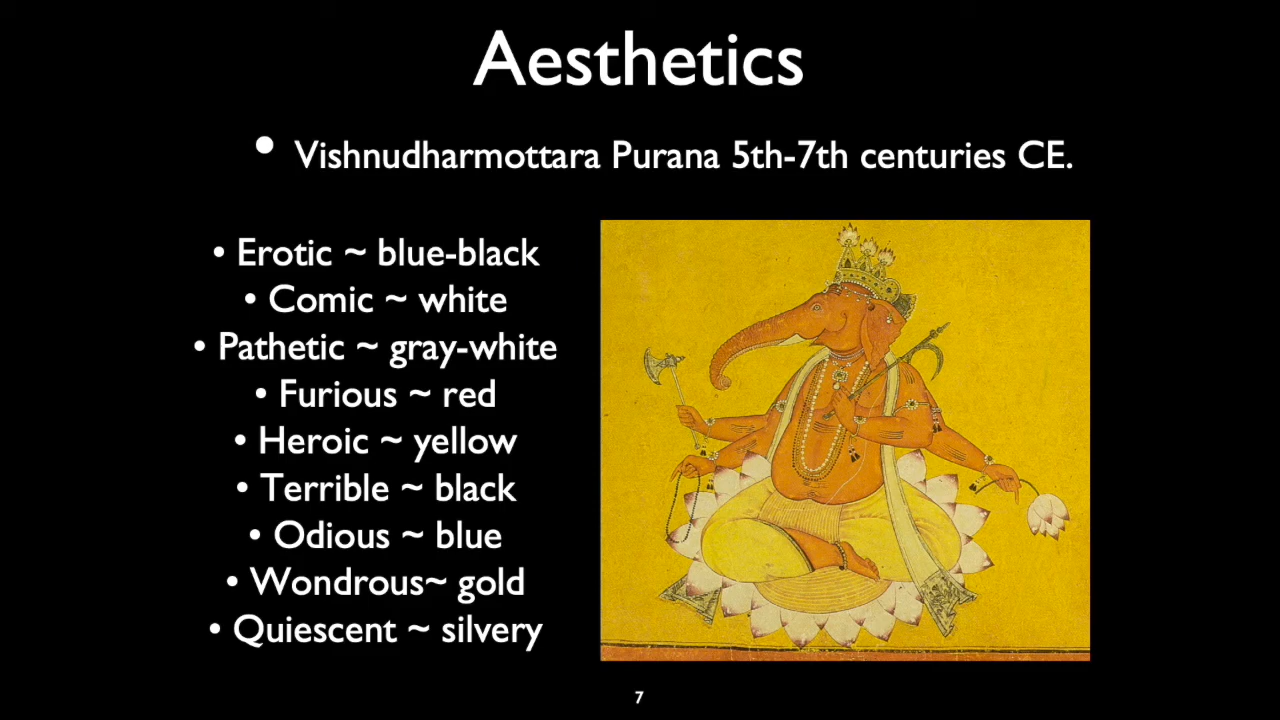 Aesthetics
• Vishnudharmottara Purana 5th-7th centuries CE.
• Erotic ~ blue-black
• Comic ~ white
• Pathetic ~ gray-white
• Furious ~ red
• Heroic ~ yellow
• Terrible ~ black
• Odious ~ blue
• Wondrous~ gold
• Quiescent ~ silvery
7